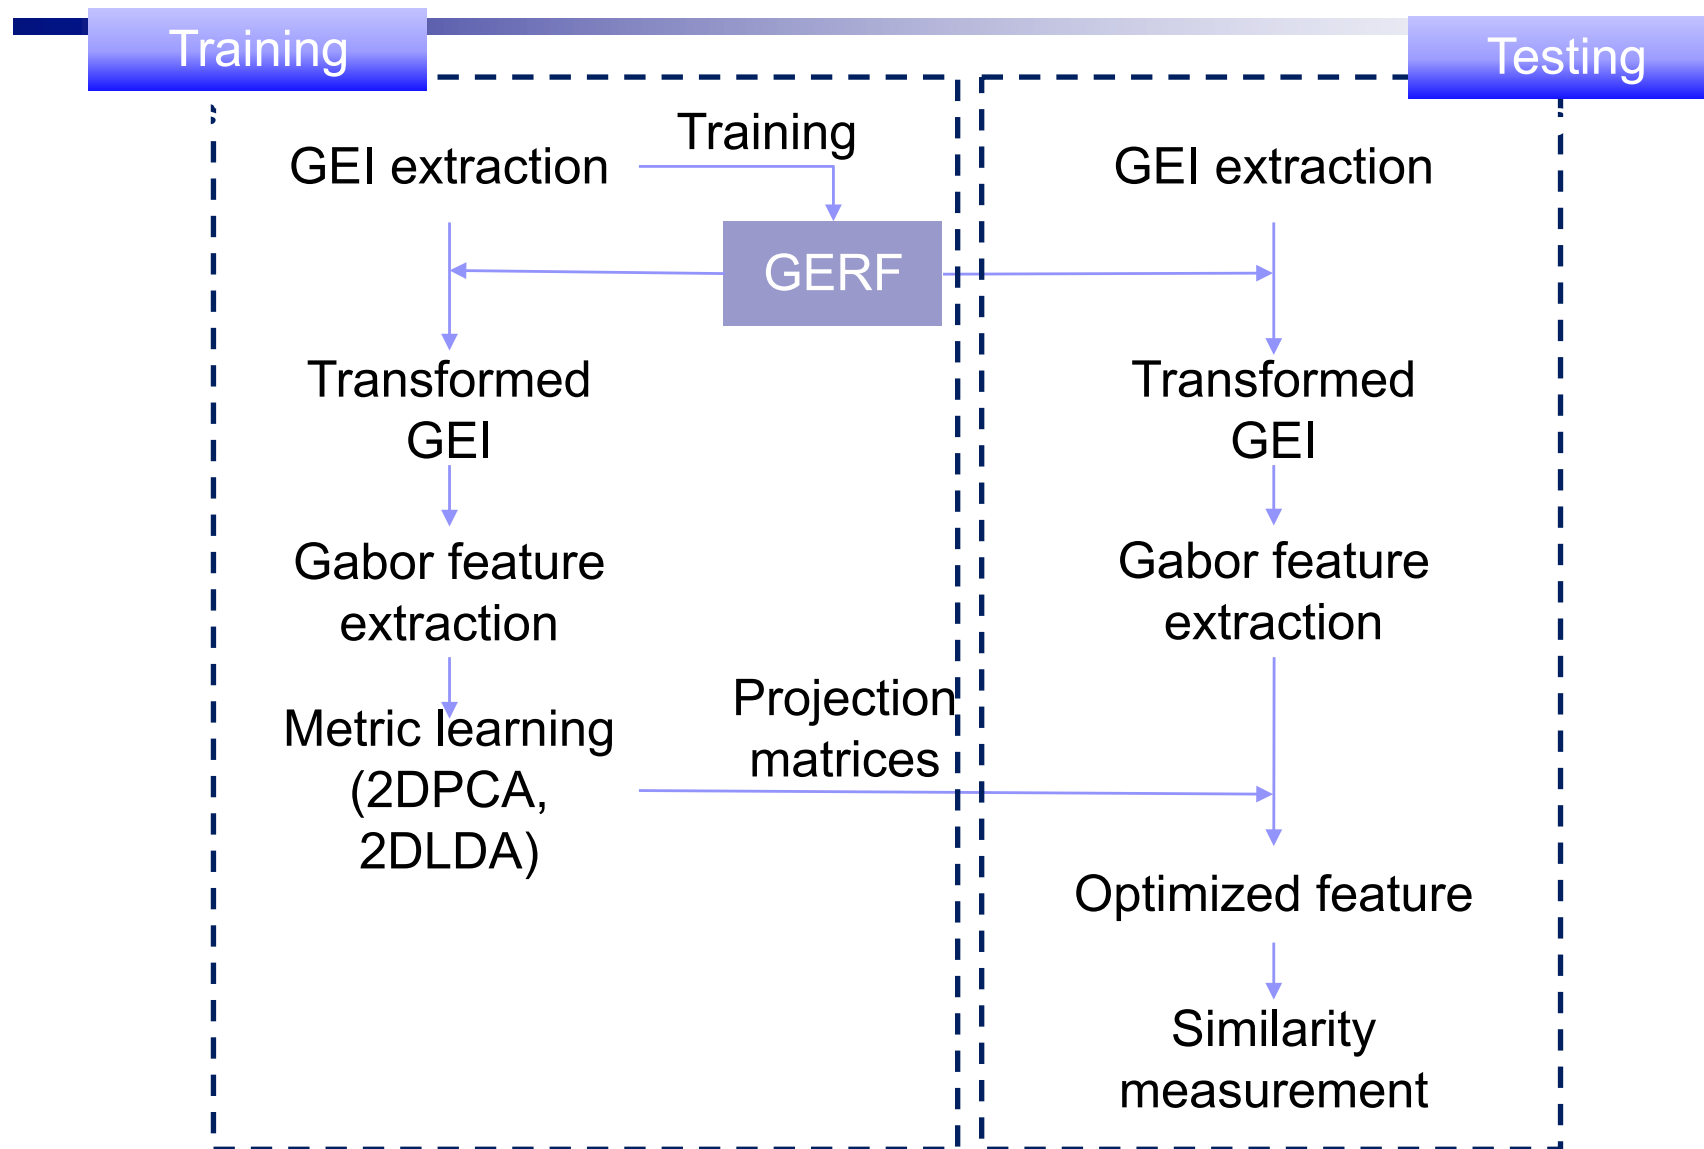 Training
Testing
GEI extraction
Training
GERF
Transformed
GEI
Gabor feature
extraction
Metric learning
(2DPCA,
2DLDA)
Projection
matrices
GEI extraction
Transformed
GEI
Gabor feature
extraction
Optimized feature
Similarity
measurement